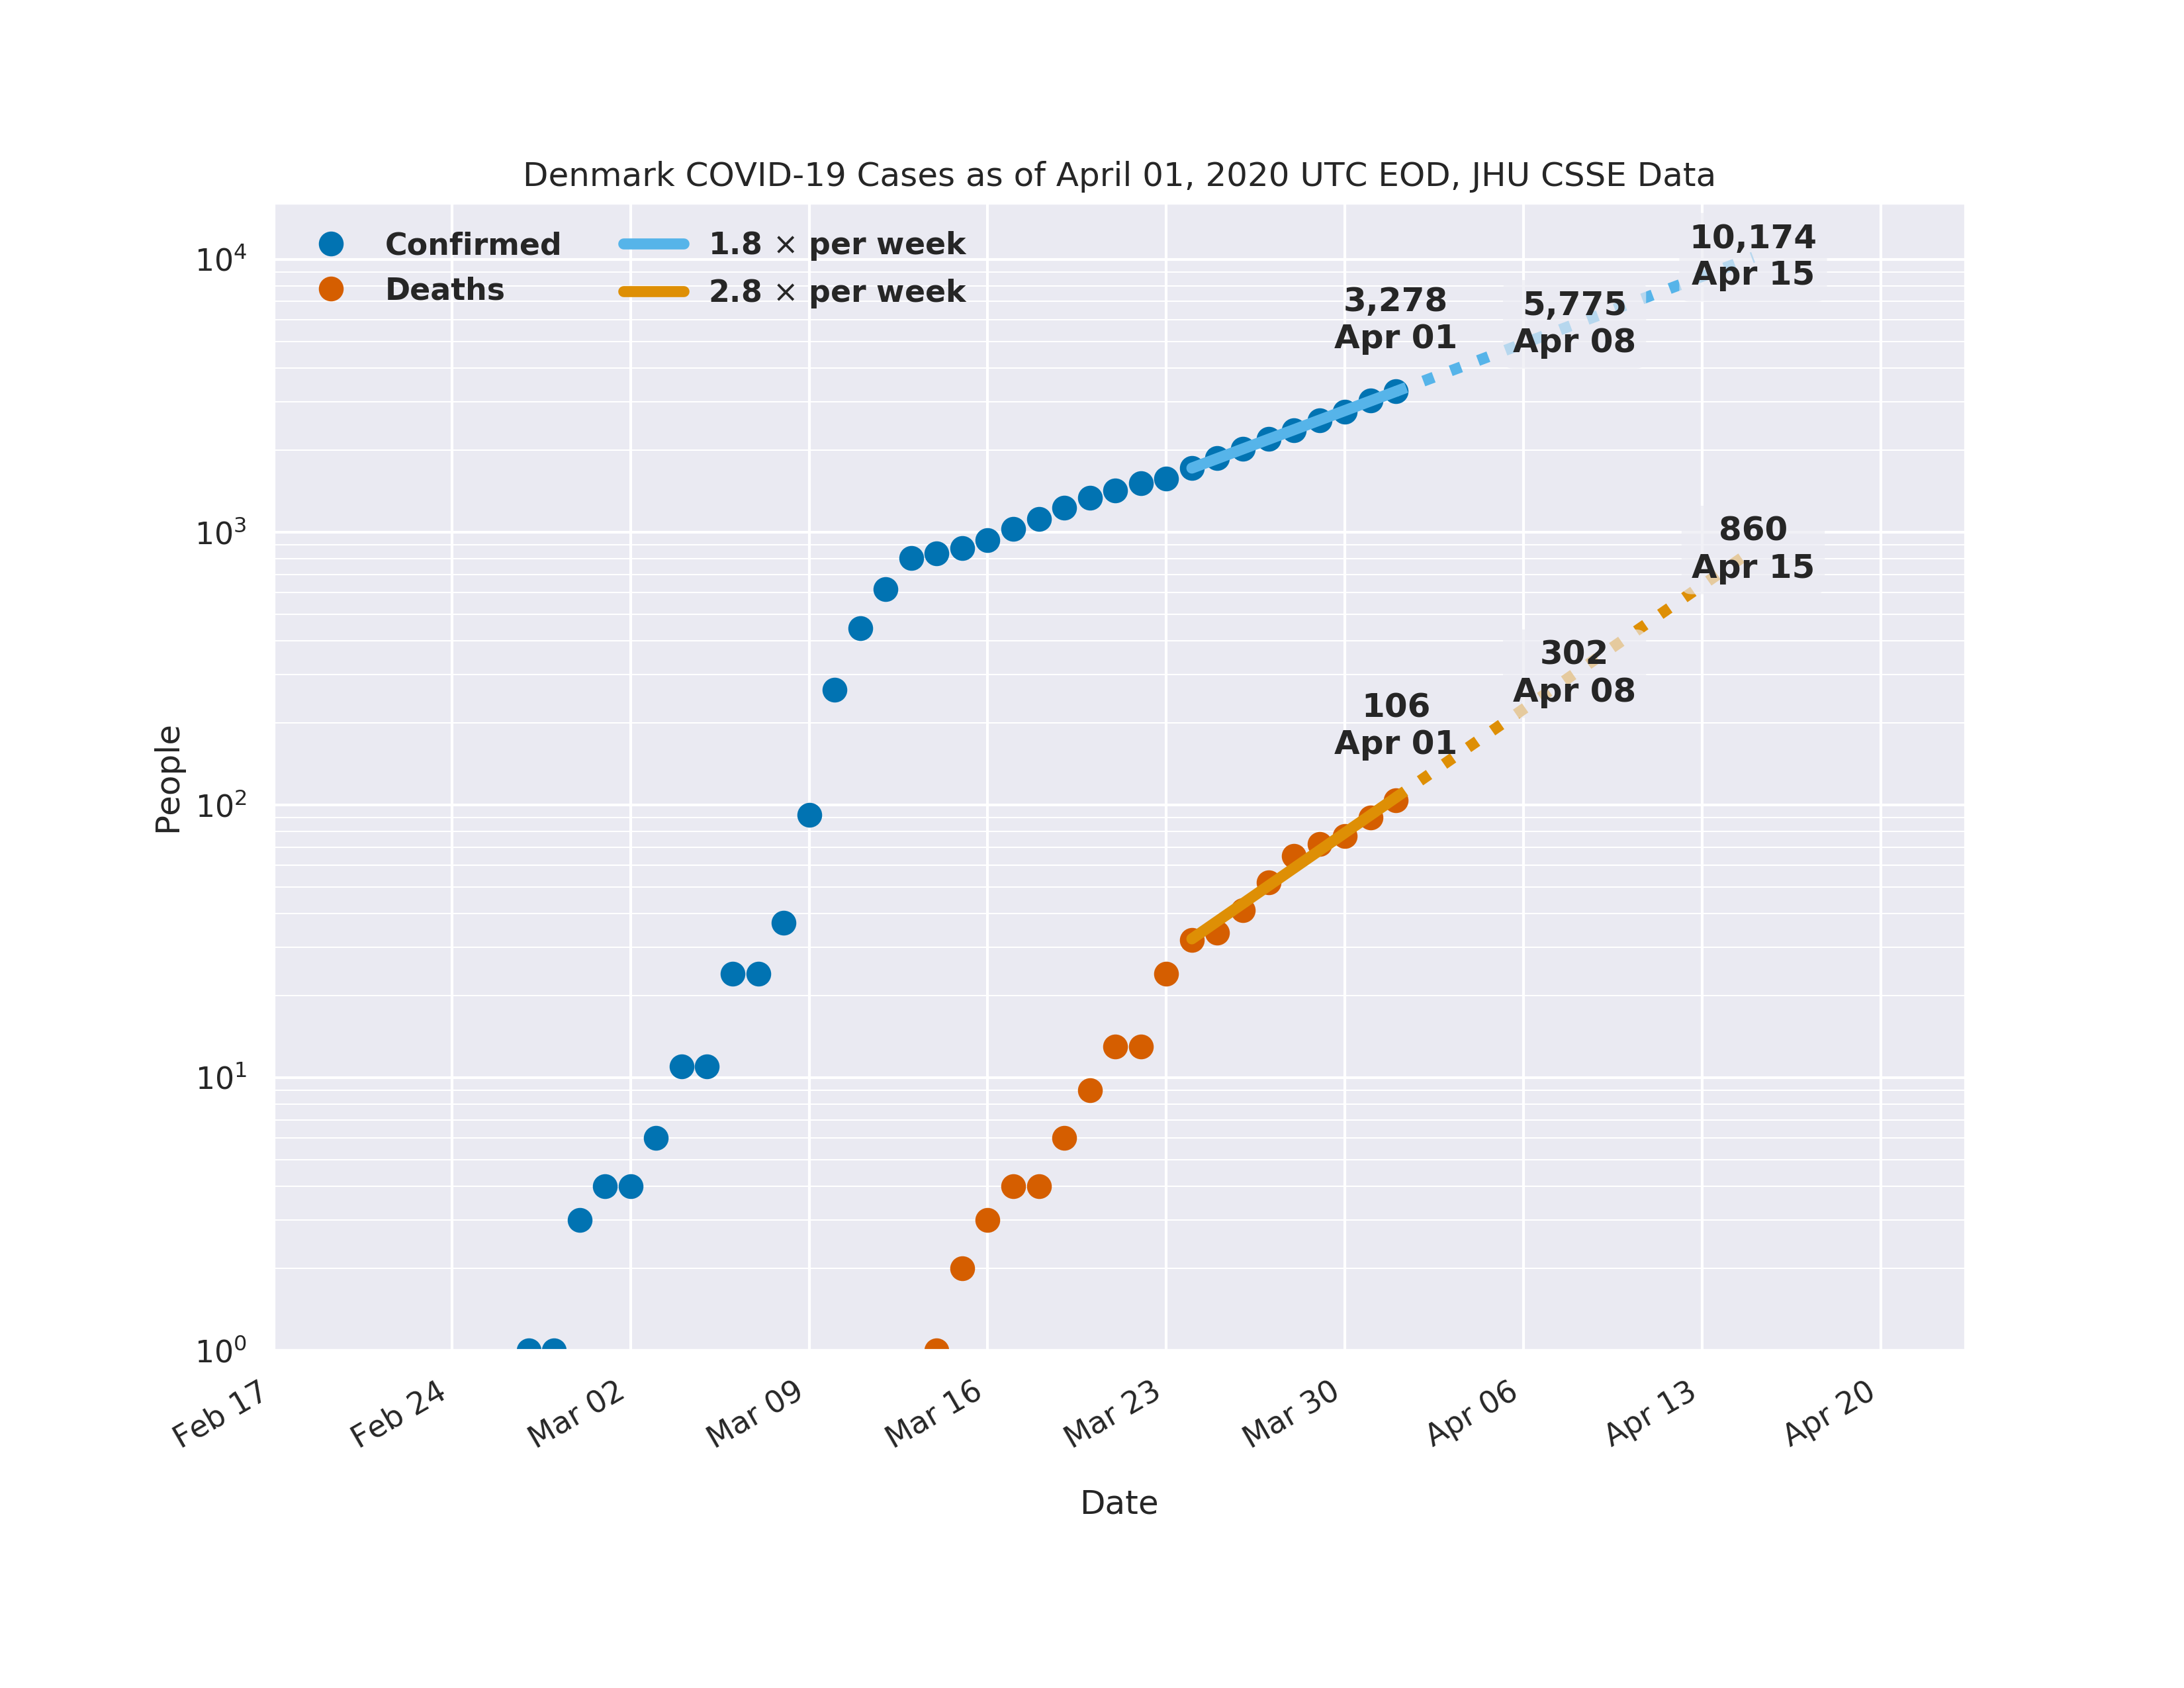 Denmark COVID-19 Cases as of April 01, 2020 UTC EOD, JHU CSSE Data
Confirmed
Deaths
1.8 × per week
2.8 × per week
10,174
Apr 15
3,278
Apr 01
5,775
Apr 08
860
Apr 15
302
Apr 08
106
Apr 01
People
10⁴
10³
10²
10¹
10⁰
Feb 17
Feb 24
Mar 02
Mar 09
Mar 16
Mar 23
Mar 30
Apr 06
Apr 13
Apr 20
Date